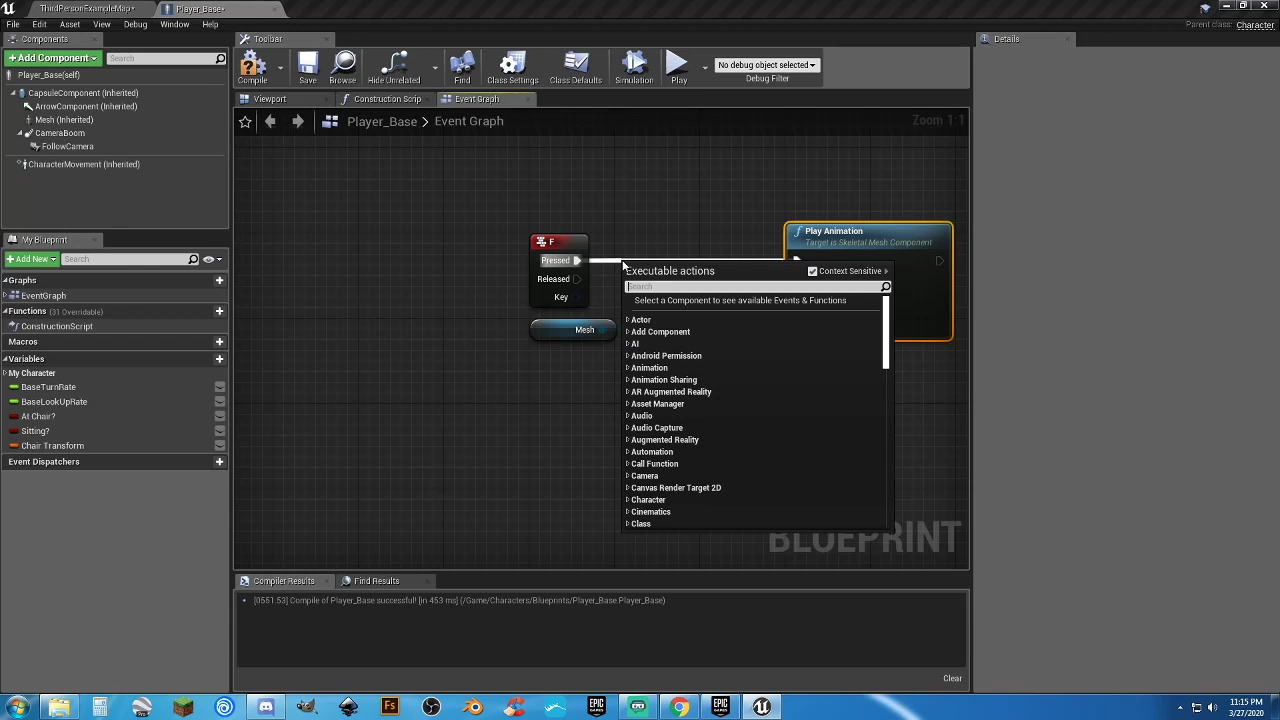 ThirdPersonExampleMap*
Player_Base*
File Edit Asset View Debug Window Help
Parent class: Character
Components
+ Add Component
Search
Player_Base(self)
CapsuleComponent (Inherited)
ArrowComponent (Inherited)
Mesh (Inherited)
CameraBoom
FollowCamera
CharacterMovement (Inherited)
My Blueprint
+ Add New
Search
Graphs
EventGraph
Functions (31 Overridable)
ConstructionScript
Macros
Variables
My Character
BaseTurnRate
BaseLookUpRate
At Chair?
Sitting?
Chair Transform
Event Dispatchers
Toolbar
Compile
Save
Browse
Hide Unrelated
Find
Class Settings
Class Defaults
Simulation
Play
No debug object selected
Debug Filter
Viewport
Construction Scrip
Event Graph
Player_Base > Event Graph
Zoom 1:1
F
Pressed
Released
Key
Mesh
Play Animation
Target is Skeletal Mesh Component
Executable actions
Context Sensitive
Search
Select a Component to see available Events & Functions
Actor
Add Component
AI
Android Permission
Animation
Animation Sharing
AR Augmented Reality
Asset Manager
Audio
Audio Capture
Augmented Reality
Automation
Call Function
Camera
Canvas Render Target 2D
Character
Cinematics
Class
BLUEPRINT
Compiler Results
Find Results
[0551.53] Compile of Player_Base successful! [in 453 ms] (/Game/Characters/Blueprints/Player_Base.Player_Base)
Clear
Details
Fs
EPIC GAMES
EPIC GAMES
11:15 PM
3/27/2020